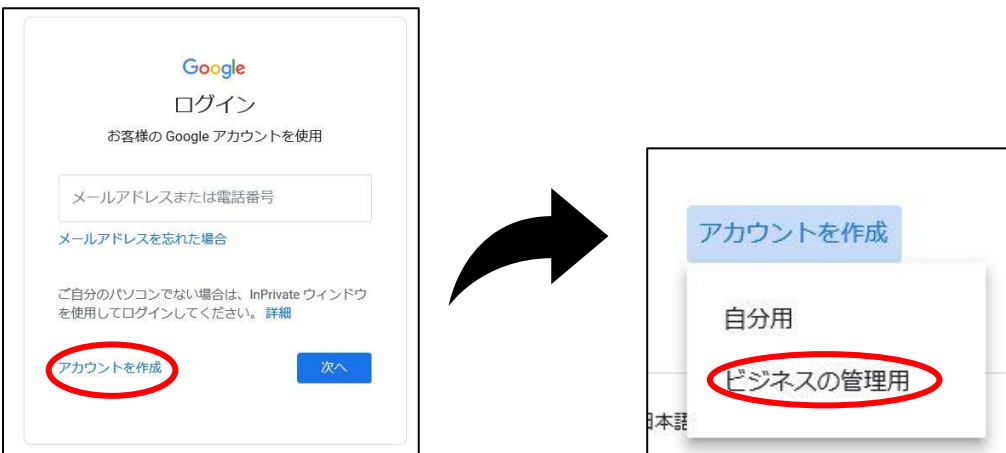 Google
ログイン
お客様の Google アカウントを使用
メールアドレスまたは電話番号
メールアドレスを忘れた場合
ご自分のパソコンでない場合は、InPrivate ウィンドウ
を使用してログインしてください。 詳細
アカウントを作成
次へ
アカウントを作成
自分用
ビジネスの管理用
日本語